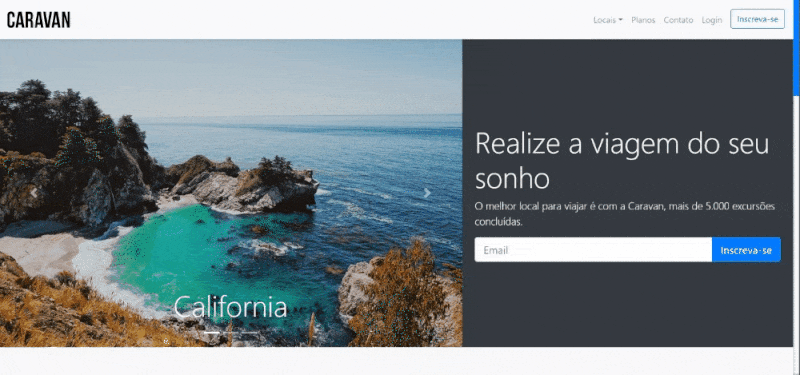 CARAVAN
Locais
Planos
Contato
Login
Inscreva-se
Realize a viagem do seu
sonho
O melhor local para viajar é com a Caravan, mais de 5.000 excursões
concluídas.
Email
Inscreva-se
California